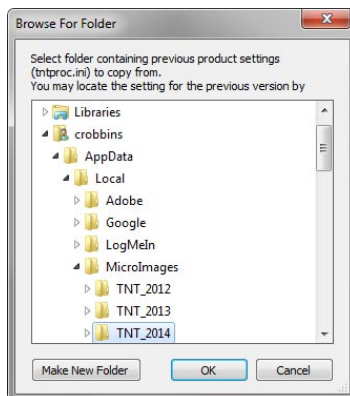 Browse For Folder
Select folder containing previous product settings
(tntproc.ini) to copy from.
You may locate the setting for the previous version by
Libraries
crobbins
AppData
Local
Adobe
Google
LogMeIn
MicroImages
TNT_2012
TNT_2013
TNT_2014
Make New Folder
OK
Cancel